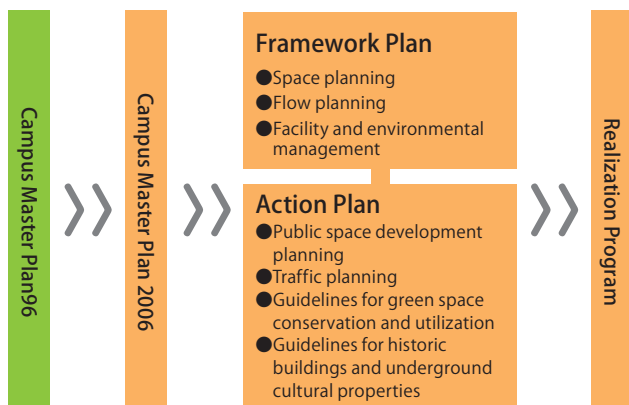 Campus Master Plan96
Campus Master Plan 2006
Framework Plan
●Space planning
●Flow planning
●Facility and environmental
management
Action Plan
●Public space development
planning
●Traffic planning
●Guidelines for green space
conservation and utilization
●Guidelines for historic
buildings and underground
cultural properties
Realization Program